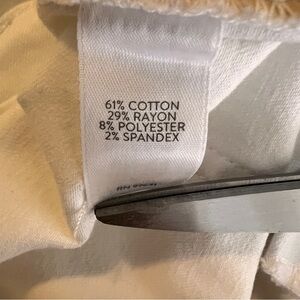 61% COTTON
29% RAYON
8% POLYESTER
2% SPANDEX